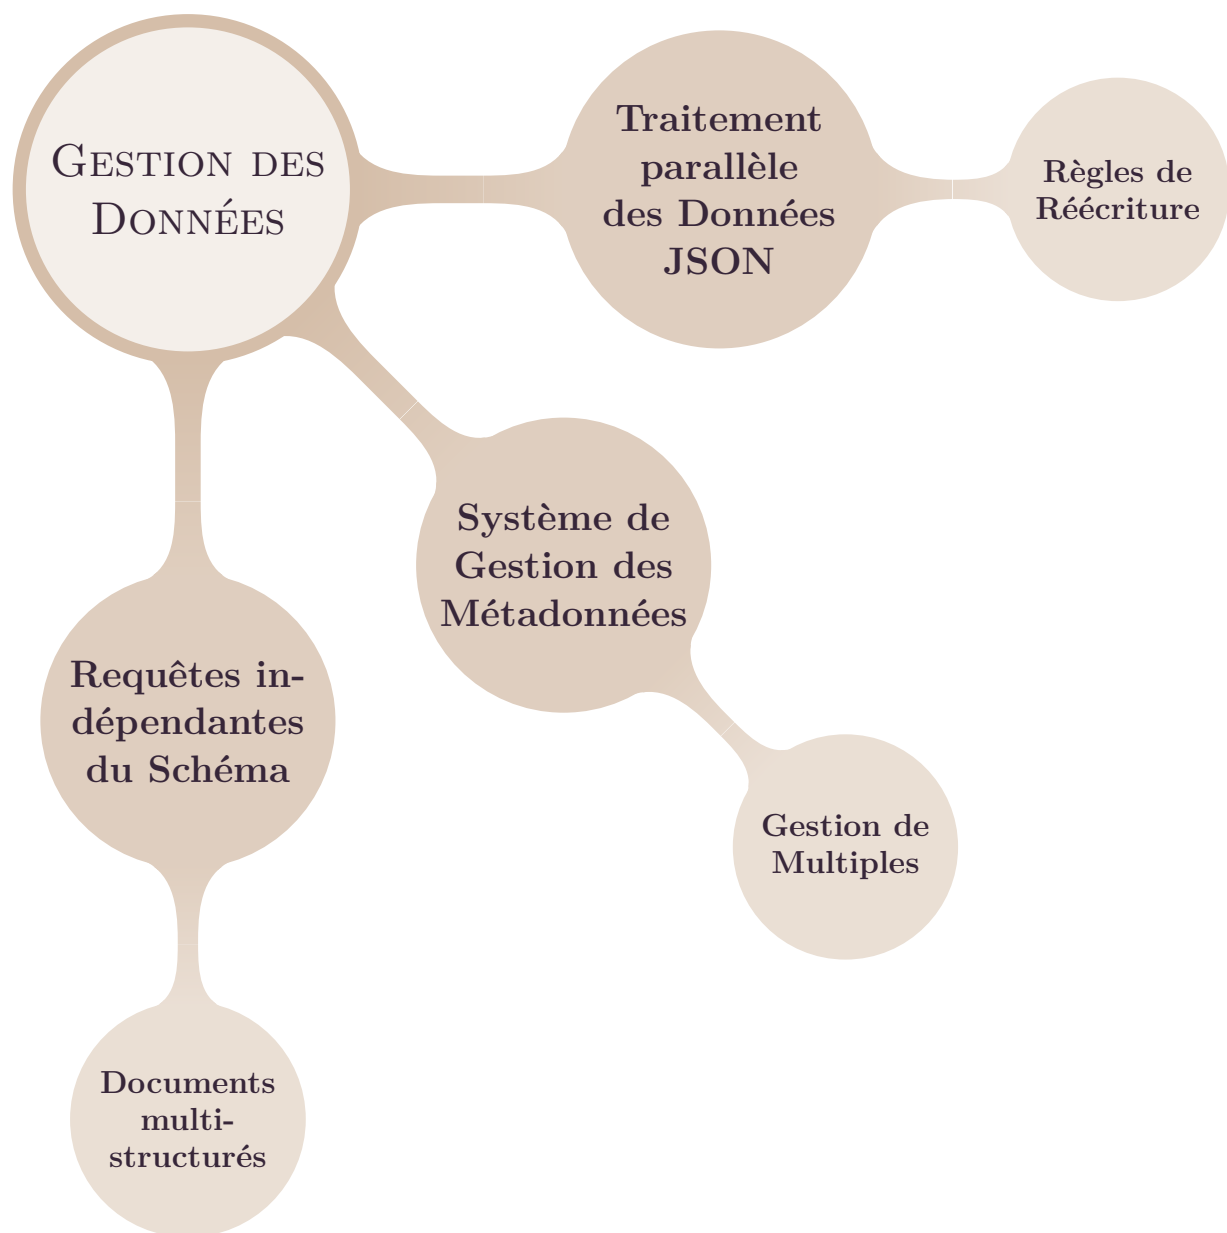 GESTION DES
DONNÉES
Traitement
parallèle
des Données
JSON
Règles de
Réécriture
Système de
Gestion des
Métadonnées
Requêtes in-
dépendantes
du Schéma
Gestion de
Multiples
Documents
multi-
structurés